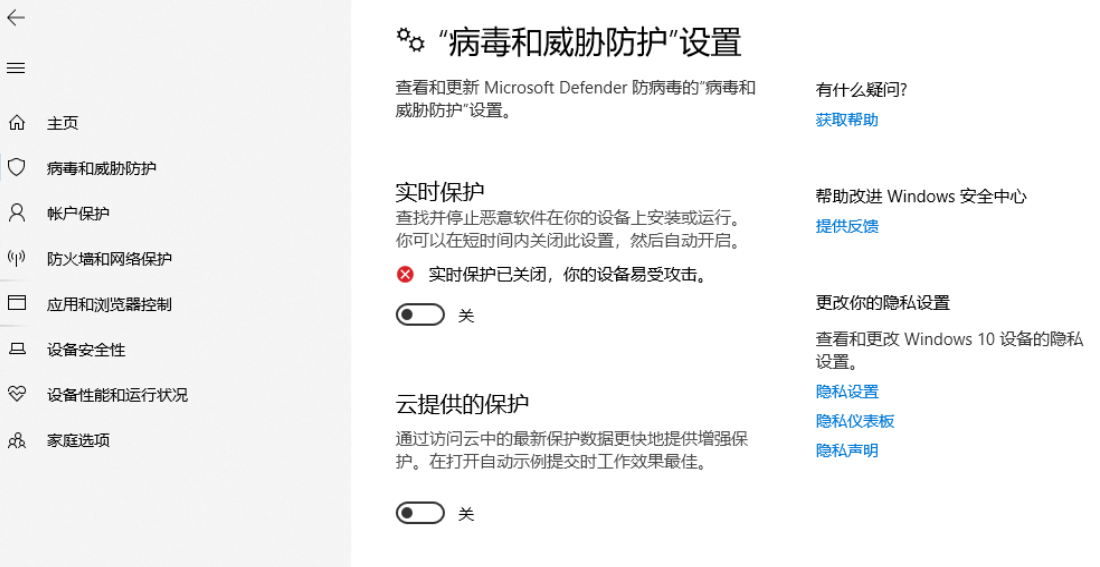 “病毒和威胁防护”设置
查看和更新 Microsoft Defender 防病毒的“病毒和
威胁防护”设置。
实时保护
查找并停止恶意软件在你的设备上安装或运行。
你可以在短时间内关闭此设置，然后自动开启。
实时保护已关闭，你的设备易受攻击。
关
云提供的保护
通过访问云中的最新保护数据更快地提供增强保
护。在打开自动示例提交时工作效果最佳。
关
主页
病毒和威胁防护
帐户保护
防火墙和网络保护
应用和浏览器控制
设备安全性
设备性能和运行状况
家庭选项
有什么疑问?
获取帮助
帮助改进 Windows 安全中心
提供反馈
更改你的隐私设置
查看和更改 Windows 10 设备的隐私
设置。
隐私设置
隐私仪表板
隐私声明